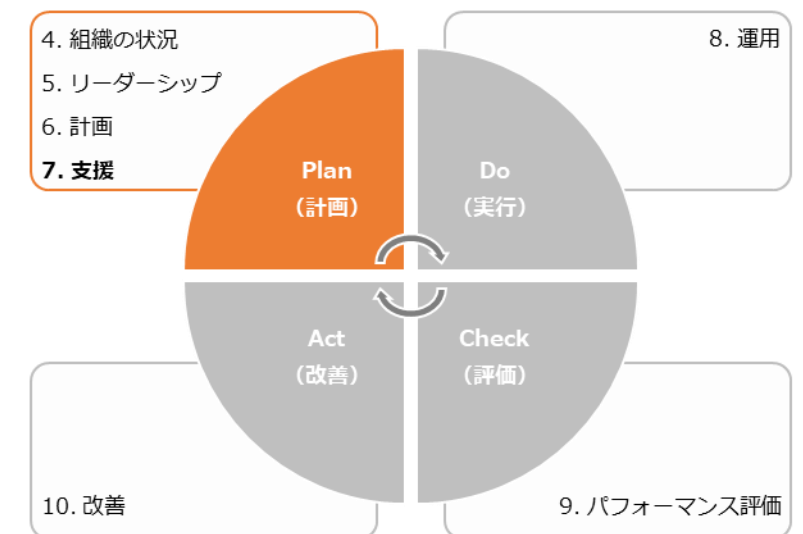 4. 組織の状況
5. リーダーシップ
6. 計画
7. 支援
8. 運用
Plan
（計画）
Do
（実行）
Act
（改善）
Check
（評価）
10. 改善
9. パフォーマンス評価